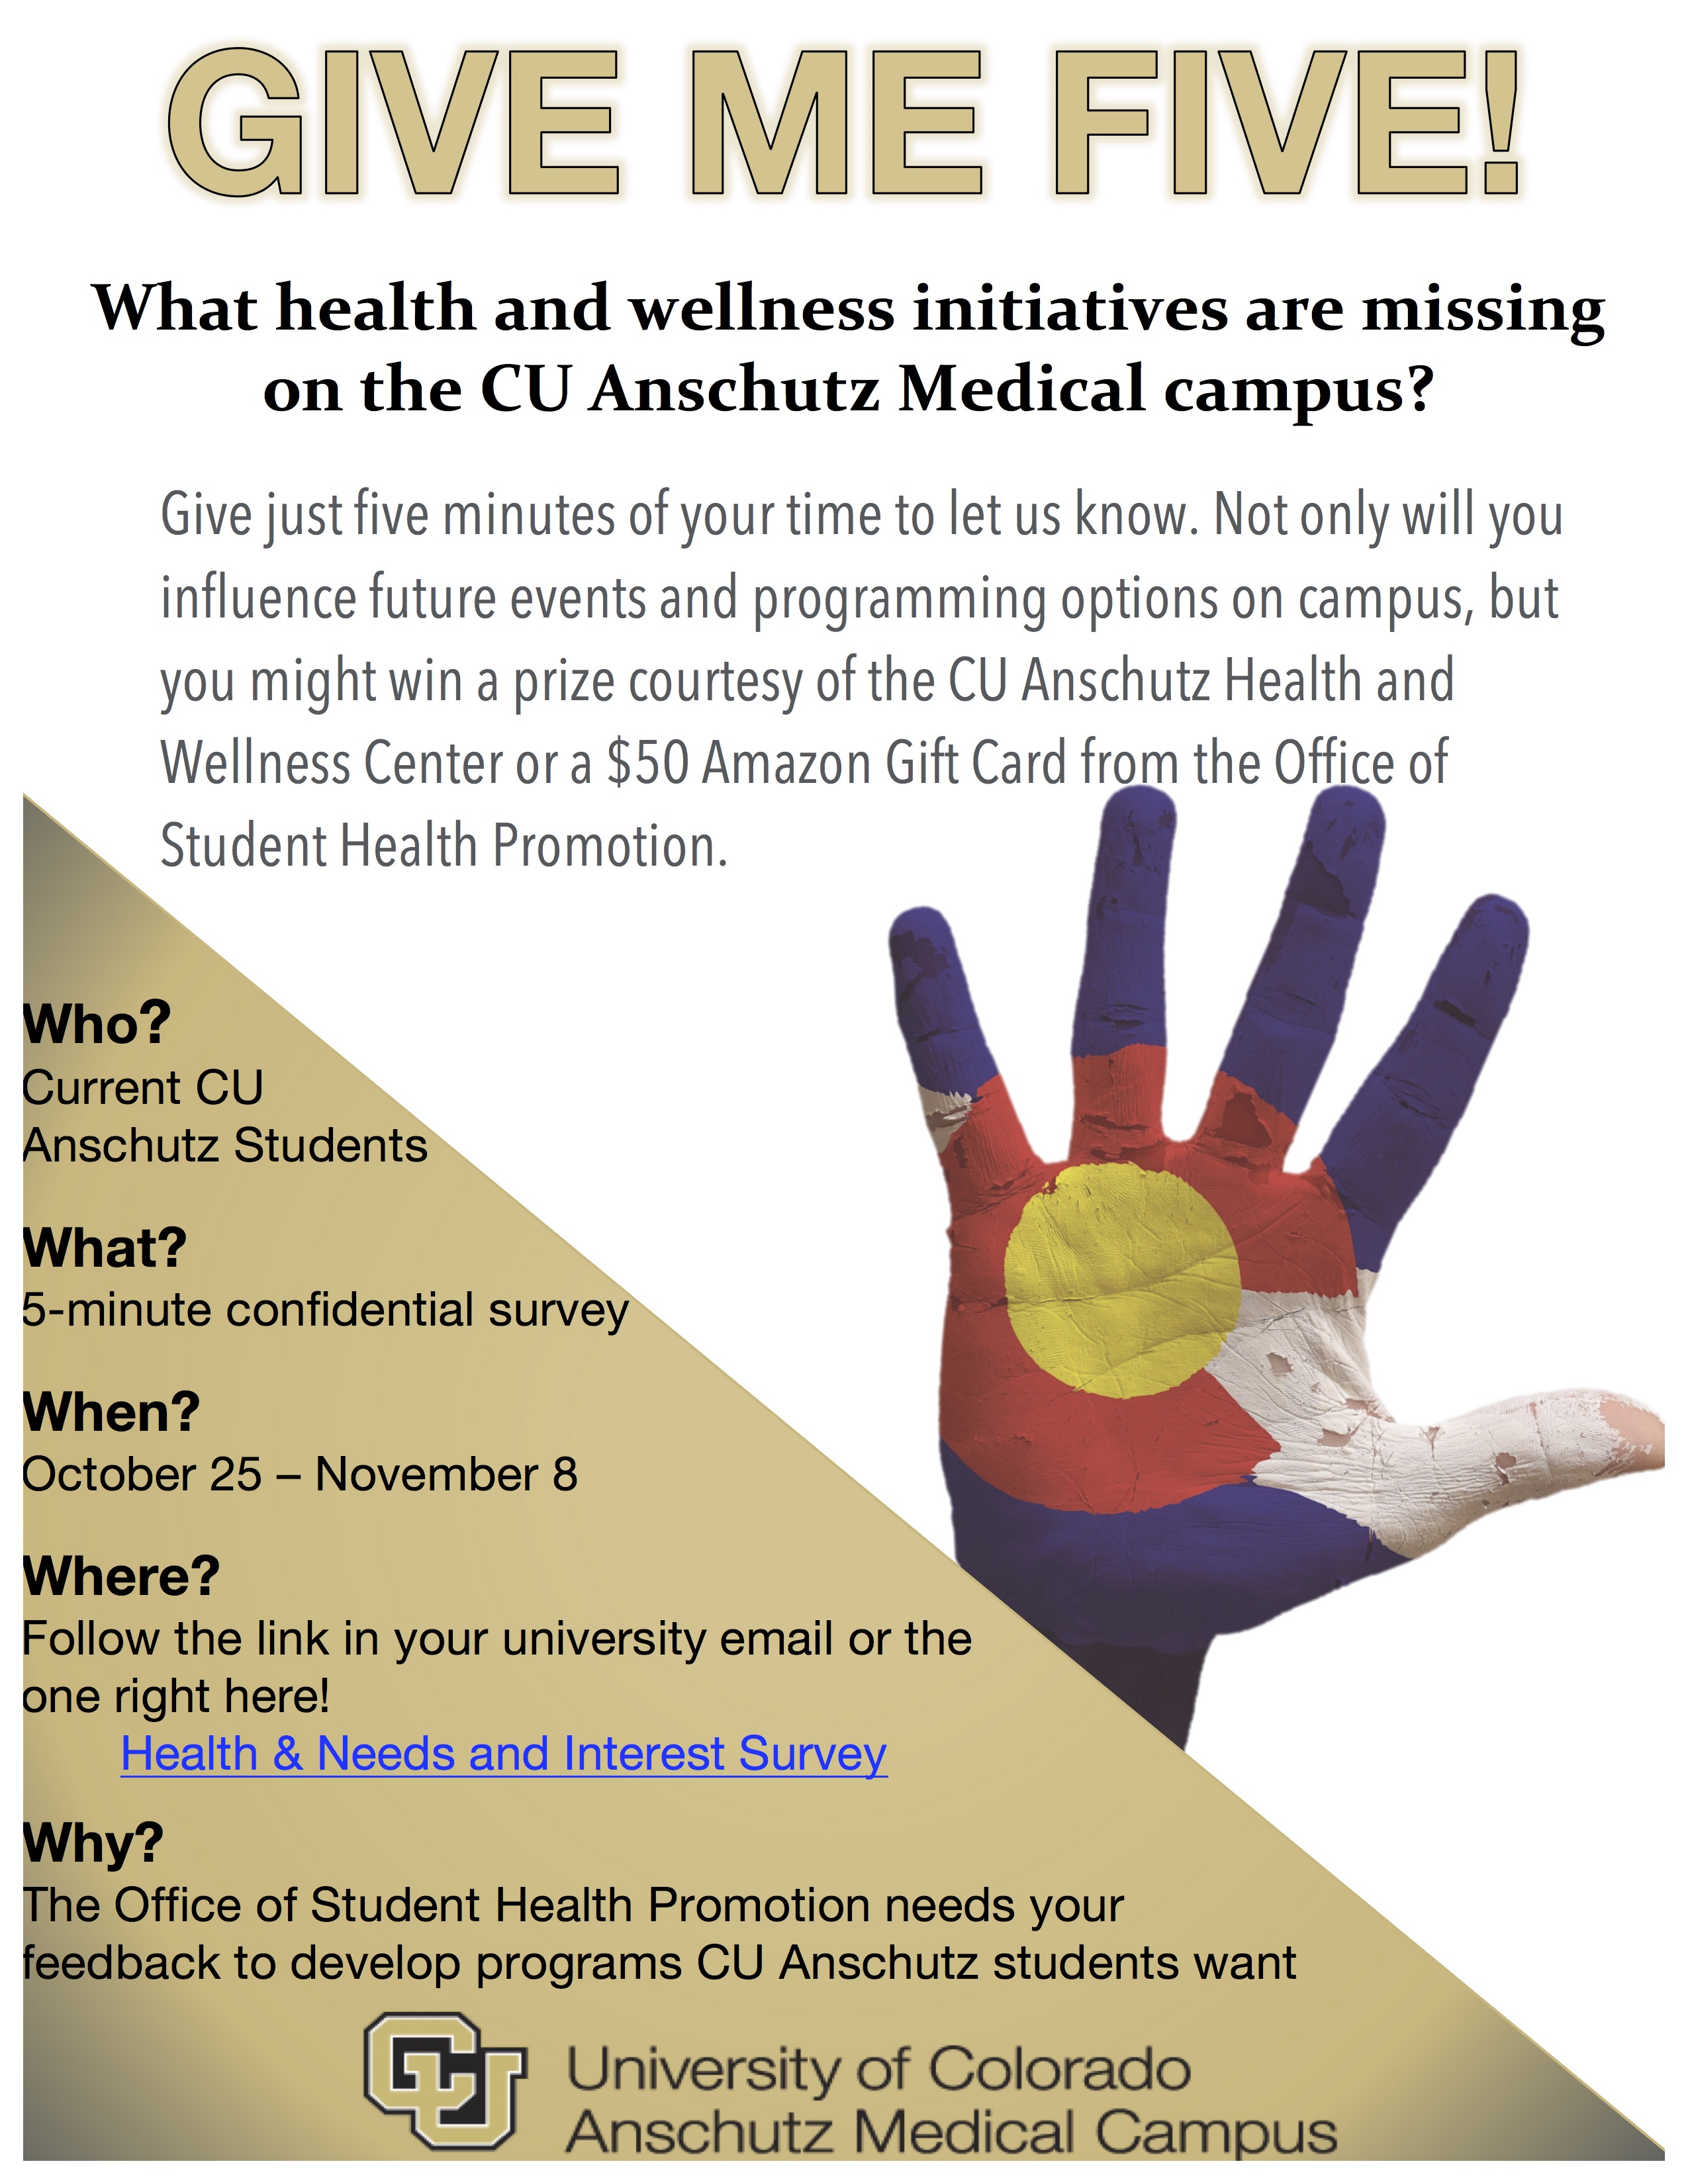 GIVE ME FIVE!
What health and wellness initiatives are missing
on the CU Anschutz Medical campus?
Give just five minutes of your time to let us know. Not only will you
influence future events and programming options on campus, but
you might win a prize courtesy of the CU Anschutz Health and
Wellness Center or a $50 Amazon Gift Card from the Office of
Student Health Promotion.
Who?
Current CU
Anschutz Students
What?
5-minute confidential survey
When?
October 25 – November 8
Where?
Follow the link in your university email or the
one right here!
Health & Needs and Interest Survey
Why?
The Office of Student Health Promotion needs your
feedback to develop programs CU Anschutz students want
CU
University of Colorado
Anschutz Medical Campus